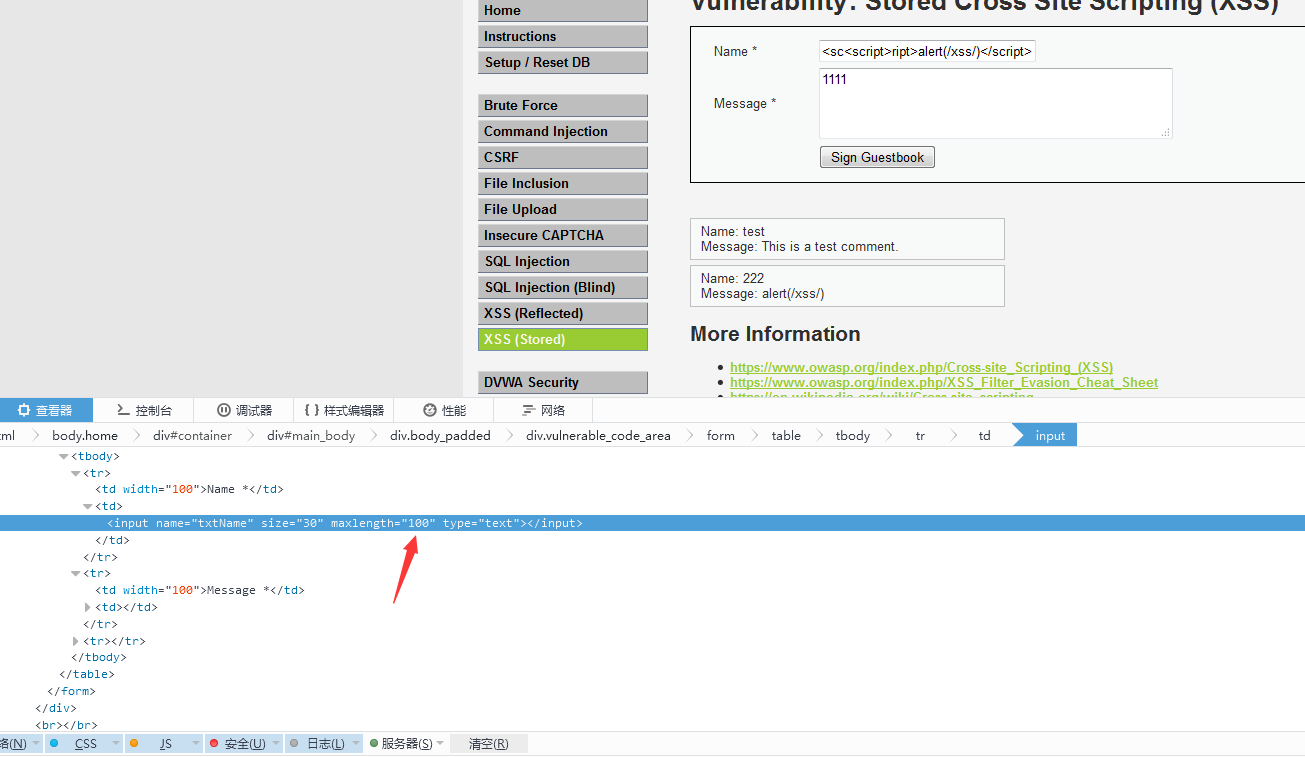 Home
Instructions
Setup / Reset DB
Brute Force
Command Injection
CSRF
File Inclusion
File Upload
Insecure CAPTCHA
SQL Injection
SQL Injection (Blind)
XSS (Reflected)
XSS (Stored)
DVWA Security
Vulnerability: Stored Cross Site Scripting (XSS)
Name * <sc<script>ript>alert(/xss/)</script>
Message * 1111
Sign Guestbook
Name: test
Message: This is a test comment.
Name: 222
Message: alert(/xss/)
More Information
https://www.owasp.org/index.php/Cross-site_Scripting_(XSS)
https://www.owasp.org/index.php/XSS_Filter_Evasion_Cheat_Sheet
https://en.wikipedia.org/wiki/Cross-site_scripting
查看器 控制台 调试器 { } 样式编辑器 性能 网络
tml body.home div#container div#main_body div.body_padded div.vulnerable_code_area form table tbody tr td input
<tbody>
<tr>
<td width="100">Name *</td>
<td>
<input name="txtName" size="30" maxlength="100" type="text"></input>
</td>
</tr>
<tr>
<td width="100">Message *</td>
<td></td>
</tr>
<tr></tr>
</tbody>
</table>
</form>
</div>
<br></br>
络(N) CSS JS 安全(U) 日志(L) 服务器(S) 清空(R)